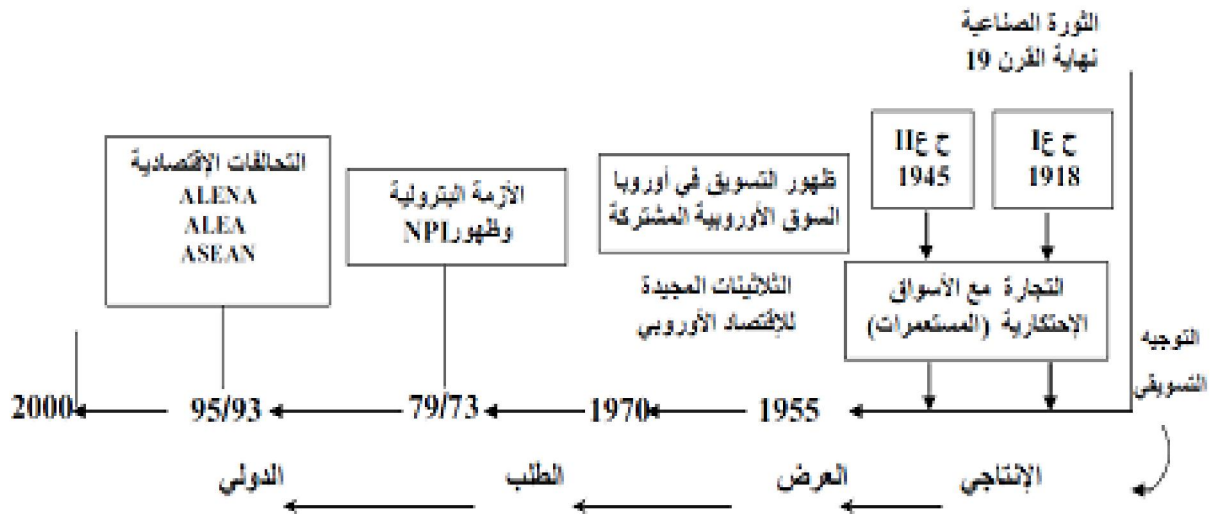 الثورة الصناعية
نهاية القرن 19
ح ع I
1918
ح ع II
1945
ظهور التسويق في أوروبا
السوق الأوروبية المشتركة
الأزمة البترولية
وظهور NPI
التحالفات الإقتصادية
ALENA
ALEA
ASEAN
التجارة مع الأسواق
الإحتكارية (المستعمرات)
الثلاثينات المجيدة
للإقتصاد الأوروبي
التوجيه
التسويقي
1955
1970
79/73
95/93
2000
الإنتاجي
العرض
الطلب
الدولي